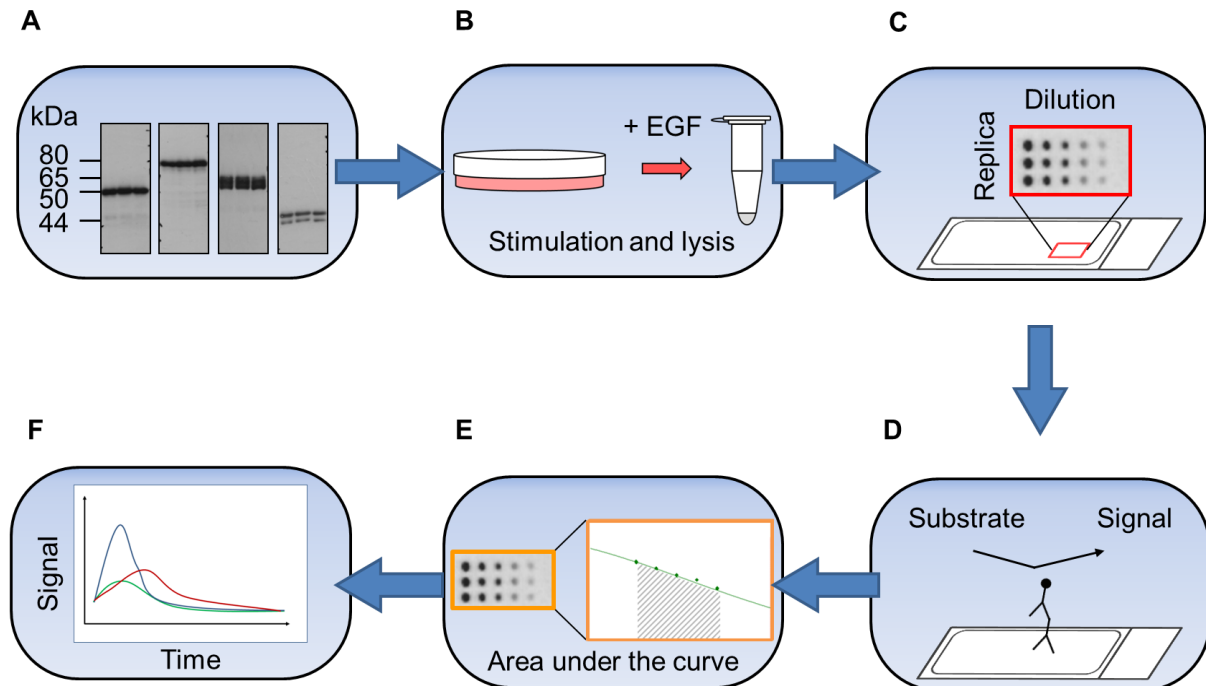 A
B
C
kDa
80
65
50
44
+ EGF
Stimulation and lysis
Dilution
Replica
F
E
D
Signal
Time
Area under the curve
Substrate
Signal